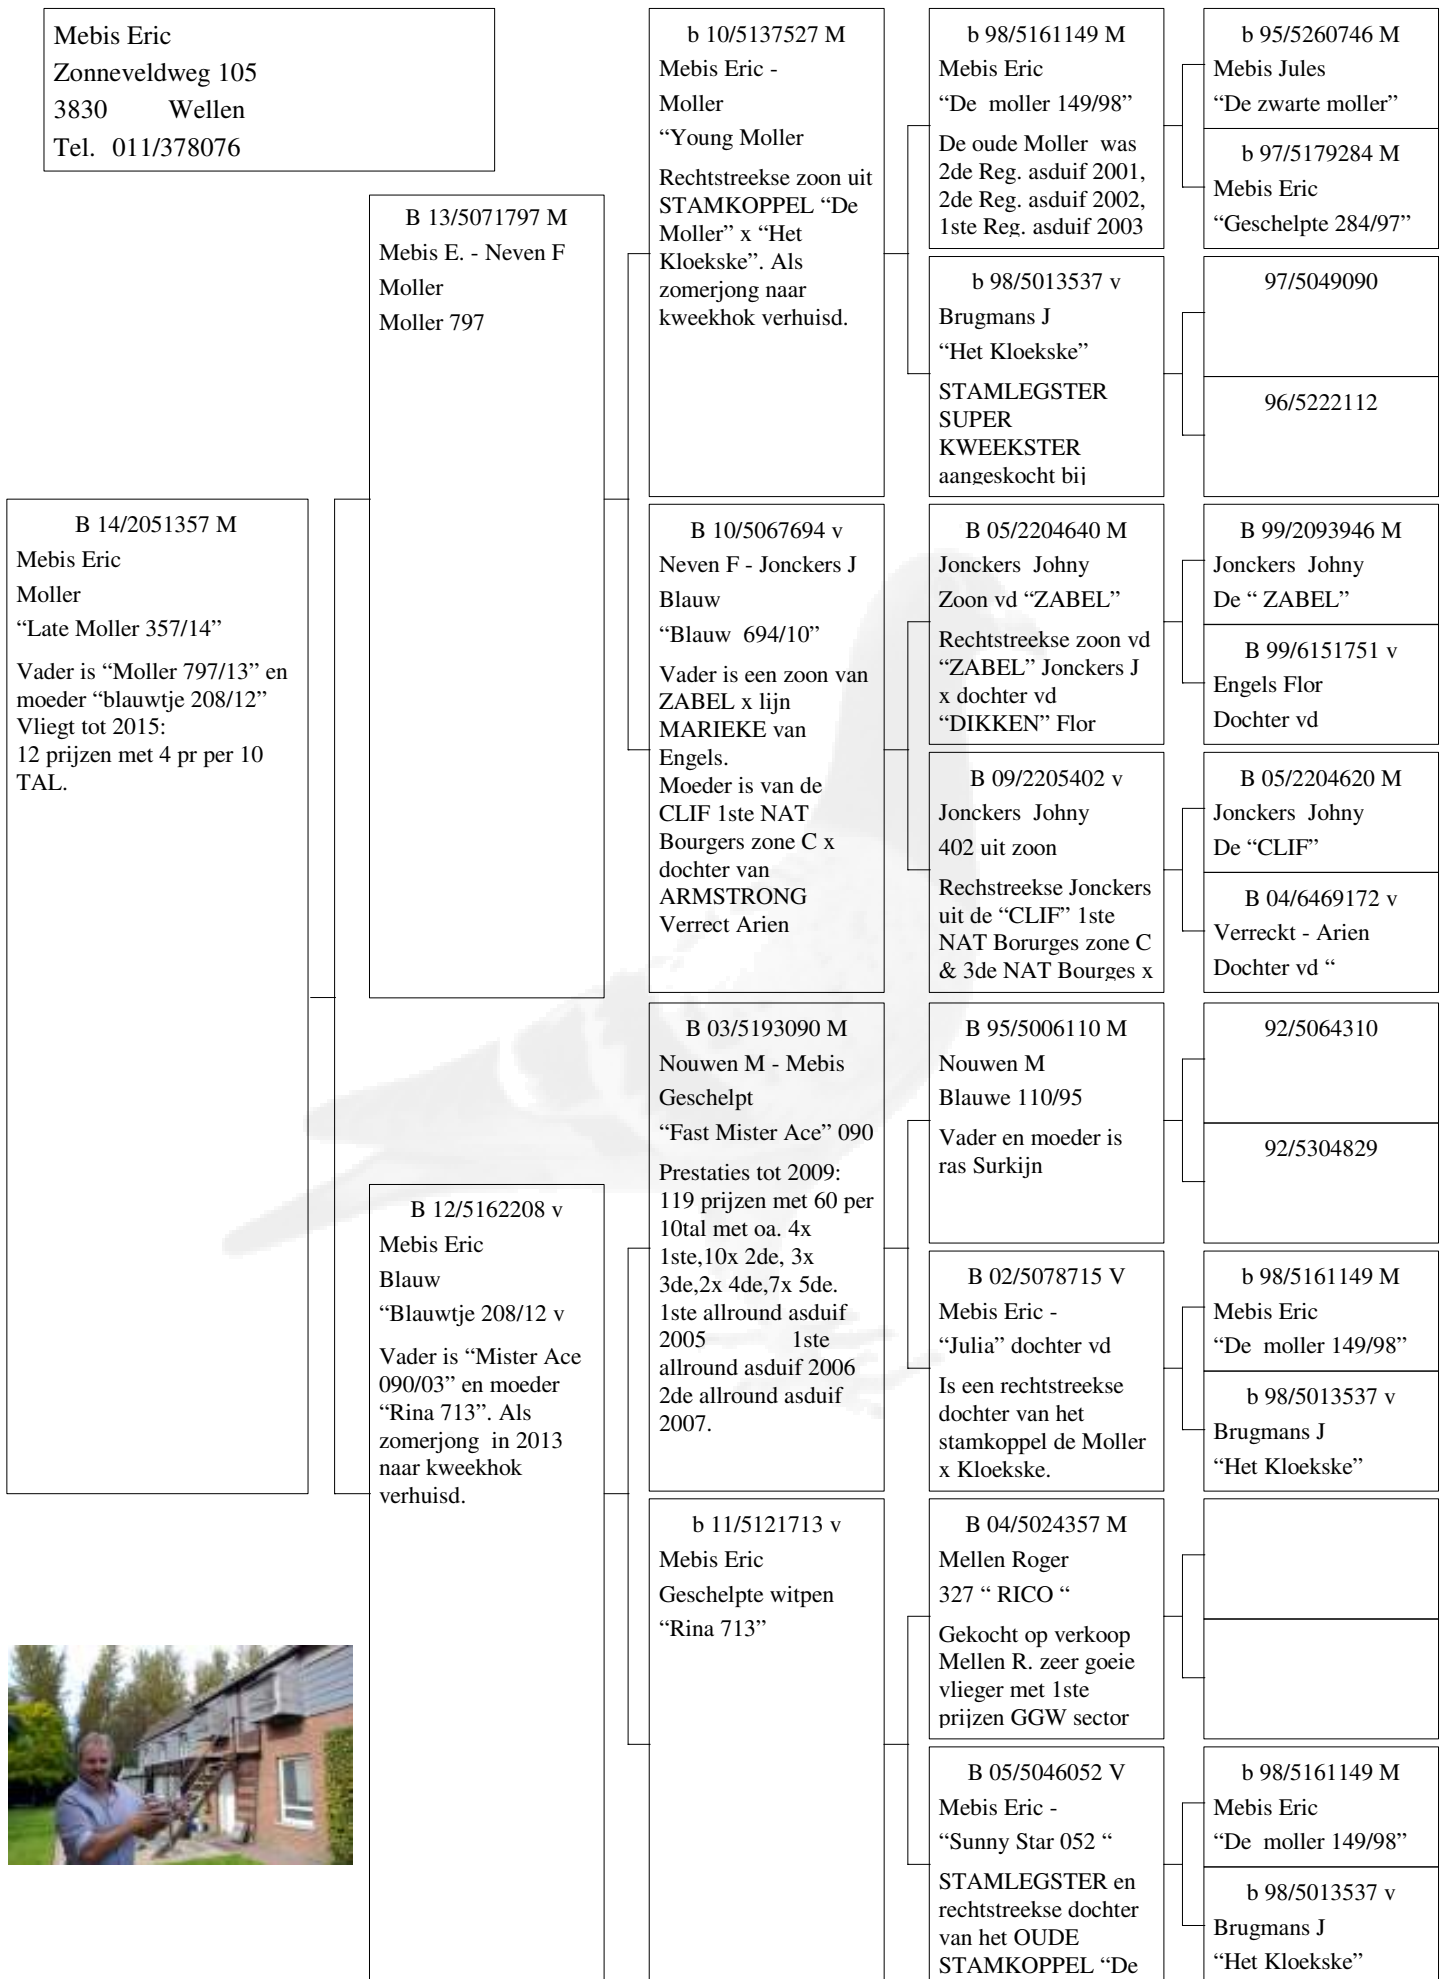 Mebis Eric
Zonneveldweg 105
3830 Wellen
Tel. 011/378076
B 14/2051357 M
Mebis Eric
Moller
“Late Moller 357/14”
Vader is “Moller 797/13” en
moeder “blauwtje 208/12”
Vliegt tot 2015:
12 prijzen met 4 pr per 10
TAL.
B 13/5071797 M
Mebis E. - Neven F
Moller
Moller 797
B 12/5162208 v
Mebis Eric
Blauw
“Blauwtje 208/12 v
Vader is “Mister Ace
090/03” en moeder
“Rina 713”. Als
zomerjong in 2013
naar kweekhok
verhuisd.
b 10/5137527 M
Mebis Eric -
Moller
“Young Moller
Rechtstreekse zoon uit
STAMKOPPEL “De
Moller” x “Het
Kloekske”. Als
zomerjong naar
kweekhok verhuisd.
B 10/5067694 v
Neven F - Jonckers J
Blauw
“Blauw 694/10”
Vader is een zoon van
ZABEL x lijn
MARIEKE van
Engels.
Moeder is van de
CLIF 1ste NAT
Bourgers zone C x
dochter van
ARMSTRONG
Verrect Arien
B 03/5193090 M
Nouwen M - Mebis
Geschelpt
“Fast Mister Ace” 090
Prestaties tot 2009:
119 prijzen met 60 per
10tal met oa. 4x
1ste,10x 2de, 3x
3de,2x 4de,7x 5de.
1ste allround asduif
2005 1ste
allround asduif 2006
2de allround asduif
2007.
b 11/5121713 v
Mebis Eric
Geschelpte witpen
“Rina 713”
b 98/5161149 M
Mebis Eric
“De moller 149/98”
De oude Moller was
2de Reg. asduif 2001,
2de Reg. asduif 2002,
1ste Reg. asduif 2003
b 98/5013537 v
Brugmans J
“Het Kloekske”
STAMLEGSTER
SUPER
KWEEKSTER
aangeskocht bij
B 05/2204640 M
Jonckers Johny
Zoon vd “ZABEL”
Rechtstreekse zoon vd
“ZABEL” Jonckers J
x dochter vd
“DIKKEN” Flor
B 09/2205402 v
Jonckers Johny
402 uit zoon
Rechstreekse Jonckers
uit de “CLIF” 1ste
NAT Borurges zone C
& 3de NAT Bourges x
B 95/5006110 M
Nouwen M
Blauwe 110/95
Vader en moeder is
ras Surkijn
B 02/5078715 V
Mebis Eric -
“Julia” dochter vd
Is een rechtstreekse
dochter van het
stamkoppel de Moller
x Kloekske.
B 04/5024357 M
Mellen Roger
327 “ RICO “
Gekocht op verkoop
Mellen R. zeer goeie
vlieger met 1ste
prijzen GGW sector
B 05/5046052 V
Mebis Eric -
“Sunny Star 052 “
STAMLEGSTER en
rechtstreekse dochter
van het OUDE
STAMKOPPEL “De
b 95/5260746 M
Mebis Jules
“De zwarte moller”
b 97/5179284 M
Mebis Eric
“Geschelpte 284/97”
97/5049090
96/5222112
B 99/2093946 M
Jonckers Johny
De “ ZABEL”
B 99/6151751 v
Engels Flor
Dochter vd
B 05/2204620 M
Jonckers Johny
De “CLIF”
B 04/6469172 v
Verreckt - Arien
Dochter vd “
92/5064310
92/5304829
b 98/5161149 M
Mebis Eric
“De moller 149/98”
b 98/5013537 v
Brugmans J
“Het Kloekske”
b 98/5161149 M
Mebis Eric
“De moller 149/98”
b 98/5013537 v
Brugmans J
“Het Kloekske”